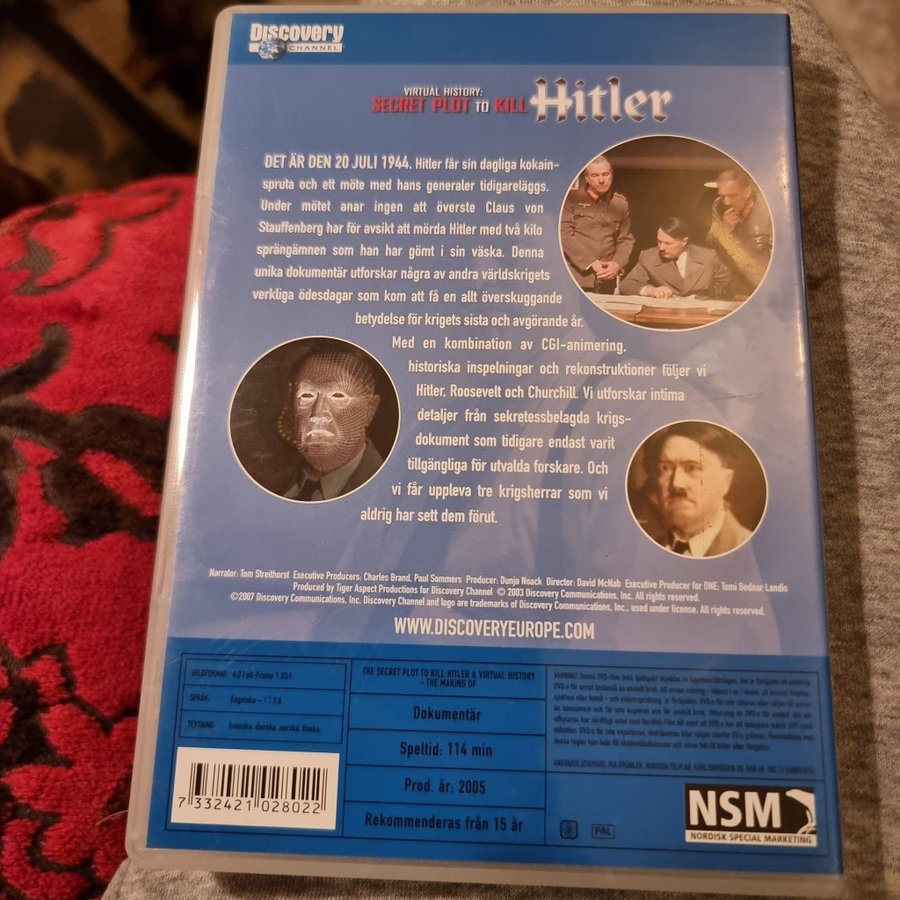 Discovery
CHANNEL
VIRTUAL HISTORY:
SECRET PLOT TO KILL Hitler
DET ÄR DEN 20 JULI 1944. Hitler får sin dagliga kokain-
spruta och ett möte med hans generaler tidigareläggs.
Under mötet anar ingen att överste Claus von
Stauffenberg har för avsikt att mörda Hitler med två kilo
sprängämnen som han har gömt i sin väska. Denna
unika dokumentär utforskar några av andra världskrigets
verkliga ödesdagar som kom att få en allt överskuggande
betydelse för krigets sista och avgörande år.
Med en kombination av CGI-animering,
historiska inspelningar och rekonstruktioner följer vi
Hitler, Roosevelt och Churchill. Vi utforskar intima
detaljer från sekretessbelagda krigs-
dokument som tidigare endast varit
tillgängliga för utvalda forskare. Och
vi får uppleva tre krigsherrar som vi
aldrig har sett dem förut.
Narrator: Tom Streithorst Executive Producers: Charles Brand, Paul Sommers Producer: Dunja Noack Director: David McNab Executive Producer for DNE: Tomi Bednar Landis
Produced by Tiger Aspect Productions for Discovery Channel © 2003 Discovery Communications, Inc. All rights reserved.
©2007 Discovery Communications, Inc. Discovery Channel and logo are trademarks of Discovery Communications, Inc., used under license. All rights reserved.
WWW.DISCOVERYEUROPE.COM
BILDFORMAT: 4:3 Full-Frame 1.33:1
SPRÅK: Engelska
TEXTNING: Svenska, danska, norska, finska.
THE SECRET PLOT TO KILL HITLER & VIRTUAL HISTORY
- THE MAKING OF
Dokumentär
Speltid: 114 min
Prod. år: 2005
Rekommenderas från 15 år
7 332421 028022
2 PAL
NSM
NORDISK SPECIAL MARKETING